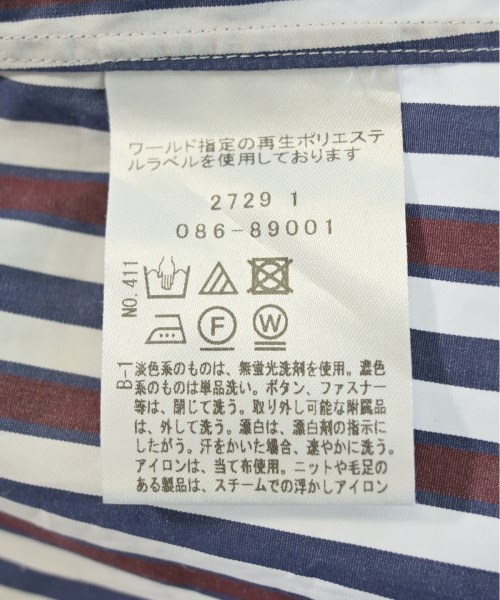 ワールド指定の再生ポリエステ
ルラベルを使用しております
2729 1
086-89001
NO.411
F W
B-1
淡色系のものは、無蛍光洗剤を使用。濃色
系のものは単品洗い。ボタン、ファスナー
等は、閉じて洗う。取り外し可能な附属品
は、外して洗う。漂白は、漂白剤の指示に
したがう。汗をかいた場合、速やかに洗う。
アイロンは、当て布使用。ニットや毛足の
ある製品は、スチームでの浮かしアイロン